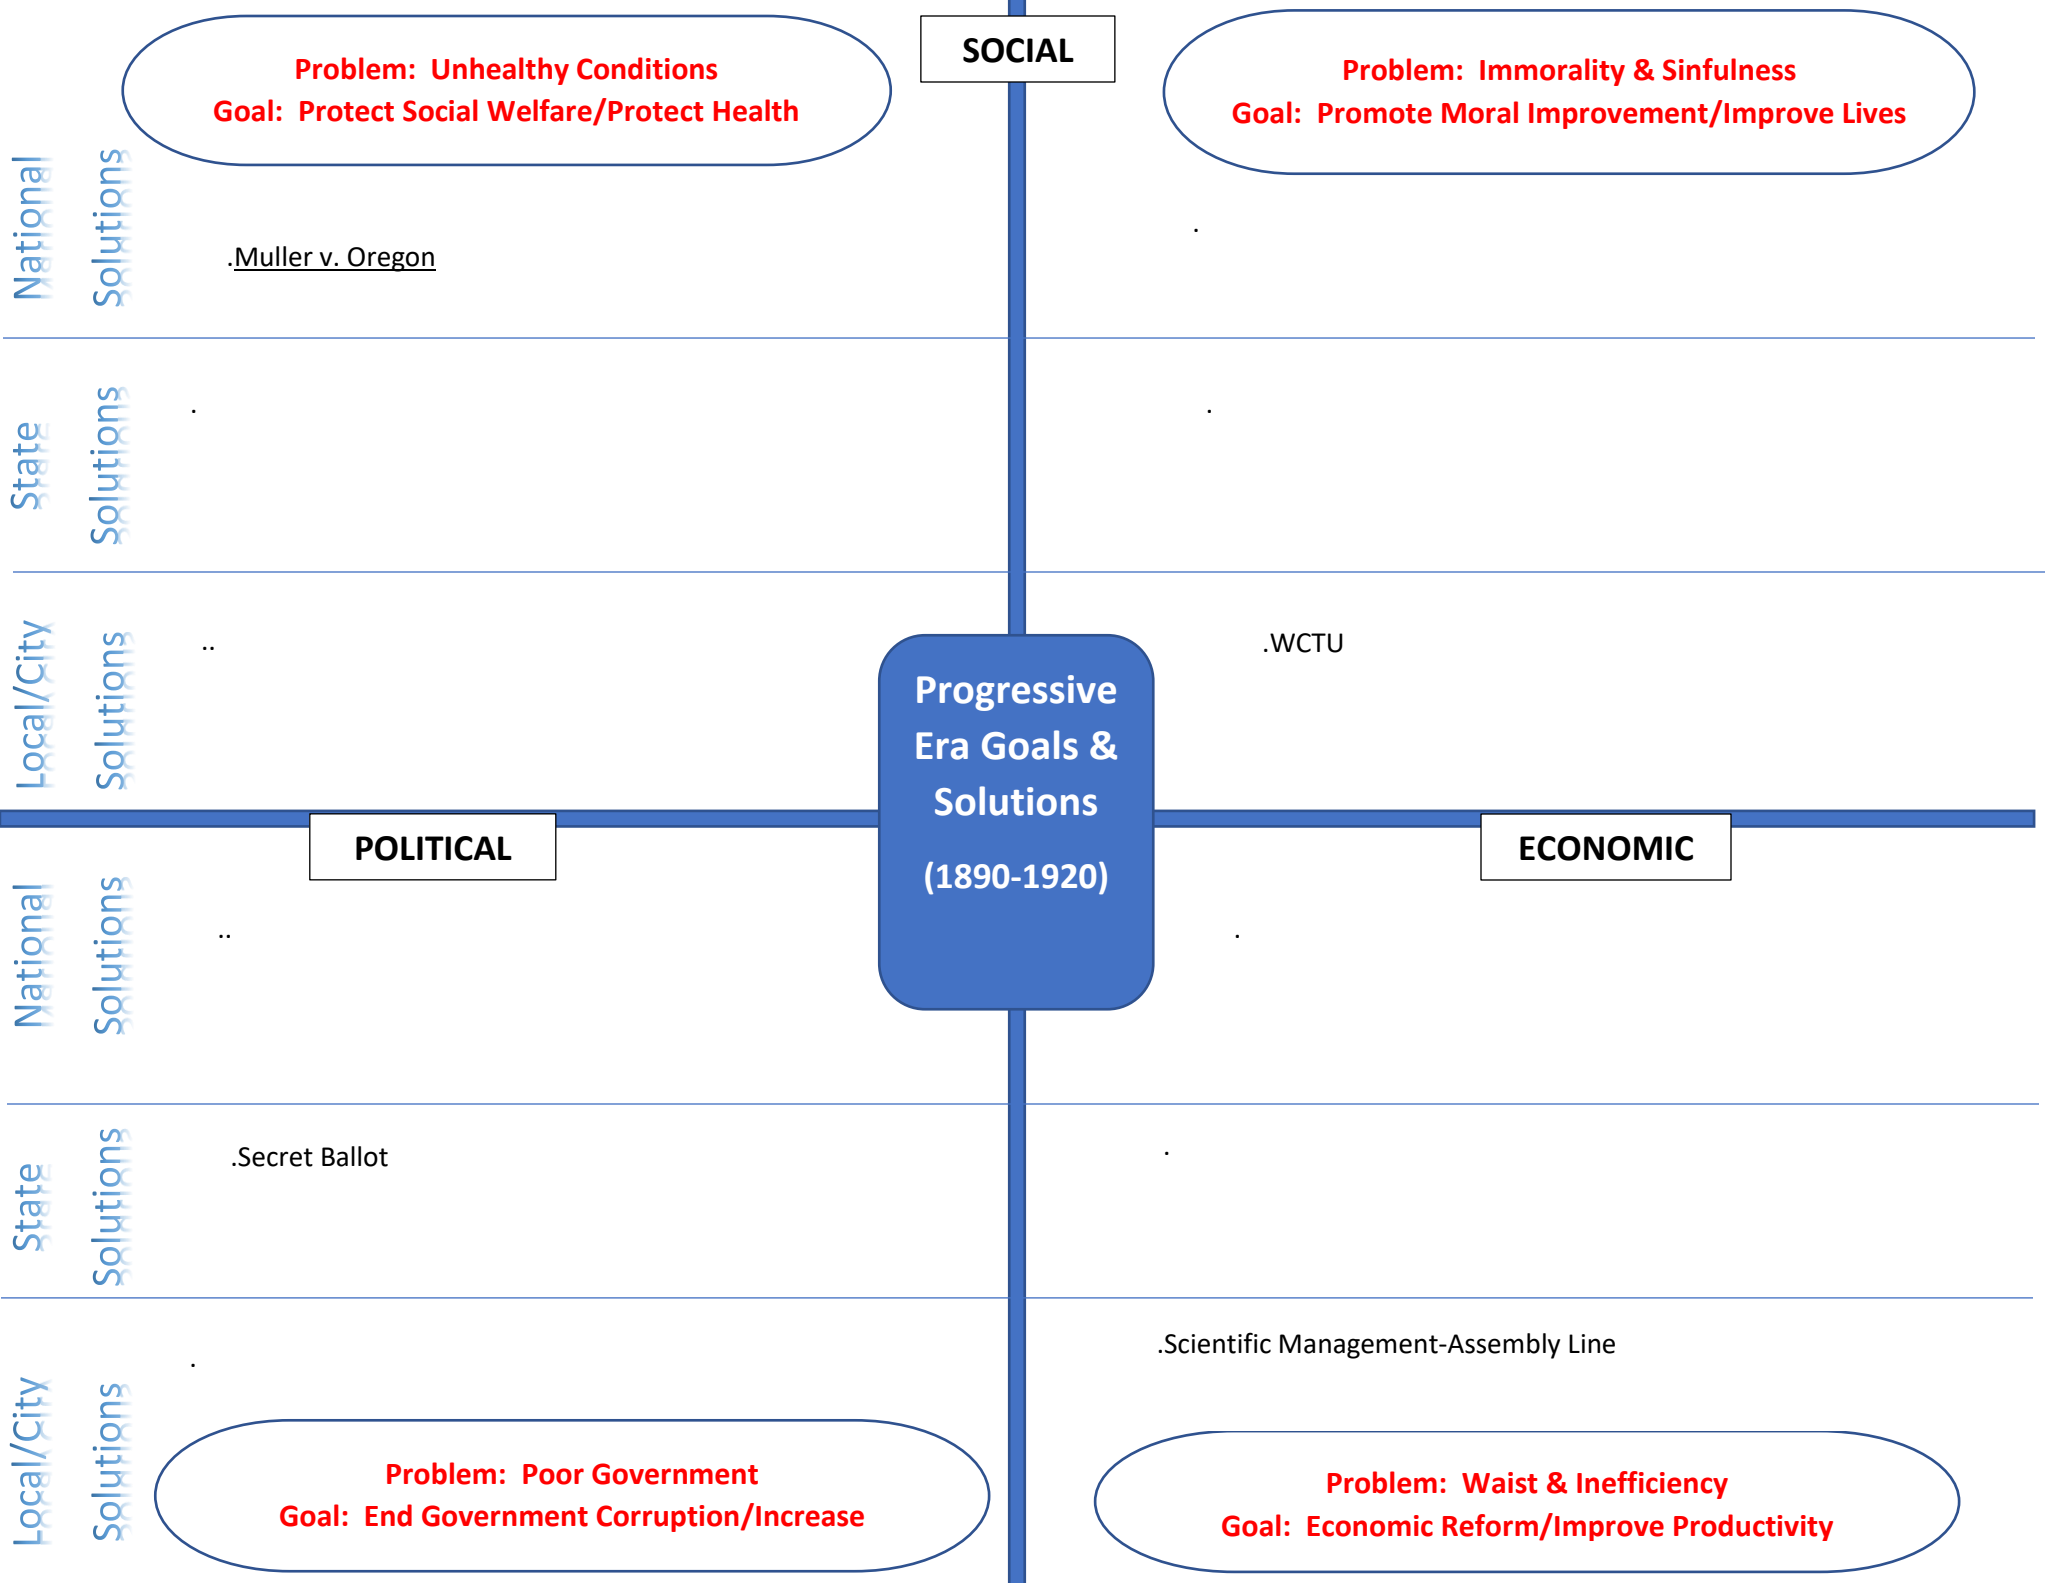 SOCIAL
Problem: Unhealthy Conditions
Goal: Protect Social Welfare/Protect Health
Problem: Immorality & Sinfulness
Goal: Promote Moral Improvement/Improve Lives
National
Solutions
.Muller v. Oregon
.
State
Solutions
.
.
Local/City
Solutions
..
.WCTU
Progressive
Era Goals &
Solutions
(1890-1920)
POLITICAL
ECONOMIC
National
Solutions
..
.
State
Solutions
.Secret Ballot
.
Local/City
Solutions
.
.Scientific Management-Assembly Line
Problem: Poor Government
Goal: End Government Corruption/Increase
Problem: Waist & Inefficiency
Goal: Economic Reform/Improve Productivity